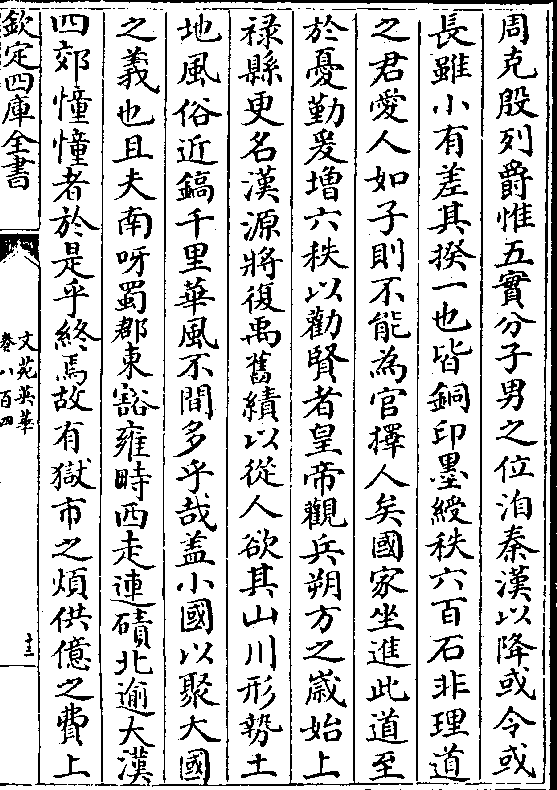 周克殷列爵惟五實分子男之位洎秦漢以降或令或
長雖小有差其揆一也皆銅印墨綬秩六百石非理道
之君愛人如子則不能為官擇人矣國家坐進此道至
於憂勤爰增六秩以勸賢者皇帝觀兵朔方之歲始上
祿縣更名漢源將復禹舊績以從人欲其山川形勢土
地風俗近鎬千里華風不間多乎哉盖小國以聚大國
之義也且夫南呀蜀郡東豁雍畤西走連磧北逾大漠
四郊憧憧者於是乎終焉故有獄市之煩供億之費上
欽定四庫全書
文苑英華
卷八百四
十三